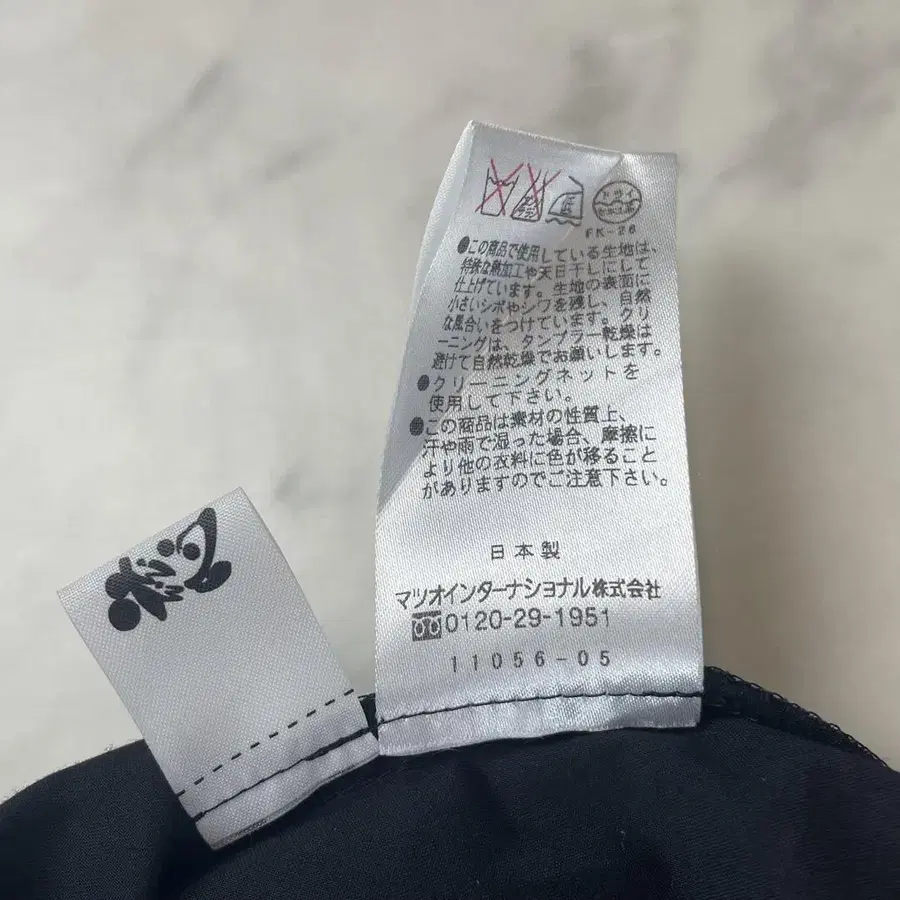 ドライ
セキユ系
FK-26
●この商品で使用している生地は、
特殊な熱加工や天日干しにして
仕上げています。生地の表面に
小さいシボやシワを残し、自然
な風合いをつけています。クリ
ーニングは、タンブラー乾燥は
避けて自然乾燥でお願いします。
●クリーニングネットを
使用して下さい。
●この商品は素材の性質上、
汗や雨で湿った場合、摩擦に
より他の衣料に色が移ること
がありますのでご注意下さい。
日本製
マツオインターナショナル株式会社
0120-29-1951
11056-05